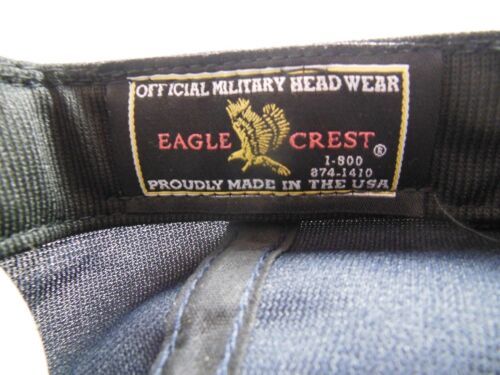 OFFICIAL MILITARY HEAD WEAR
EAGLE CREST ®
1-800
874-1410
PROUDLY MADE IN THE USA